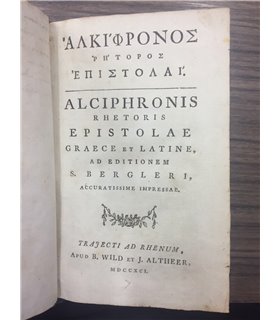 ἈΛΚΙΦΡΟΝΟΣ
ῬΗΤΟΡΟΣ
ἘΠΙΣΤΟΛΑΙ.
ALCIPHRONIS
RHETORIS
EPISTOLAE
GRAECE ET LATINE,
AD EDITIONEM
S. BERGLERI,
ACCURATISSIME IMPRESSAE.
TRAJECTI AD RHENUM,
APUD B. WILD ET J. ALTHEER,
MDCCXCI.